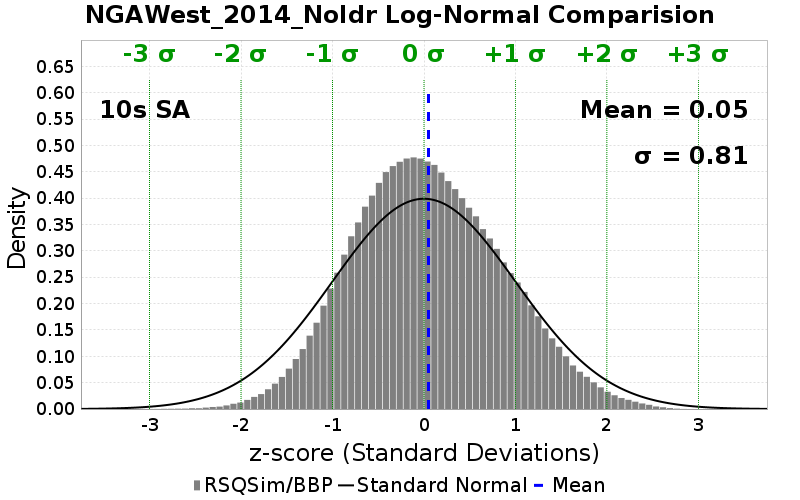 NGAWest_2014_NoIdr Log-Normal Comparision
-3 σ -2 σ -1 σ 0 σ +1 σ +2 σ +3 σ
10s SA
Mean = 0.05
σ = 0.81
Density
0.65
0.60
0.55
0.50
0.45
0.40
0.35
0.30
0.25
0.20
0.15
0.10
0.05
0.00
-3 -2 -1 0 1 2 3
z-score (Standard Deviations)
RSQSim/BBP Standard Normal Mean